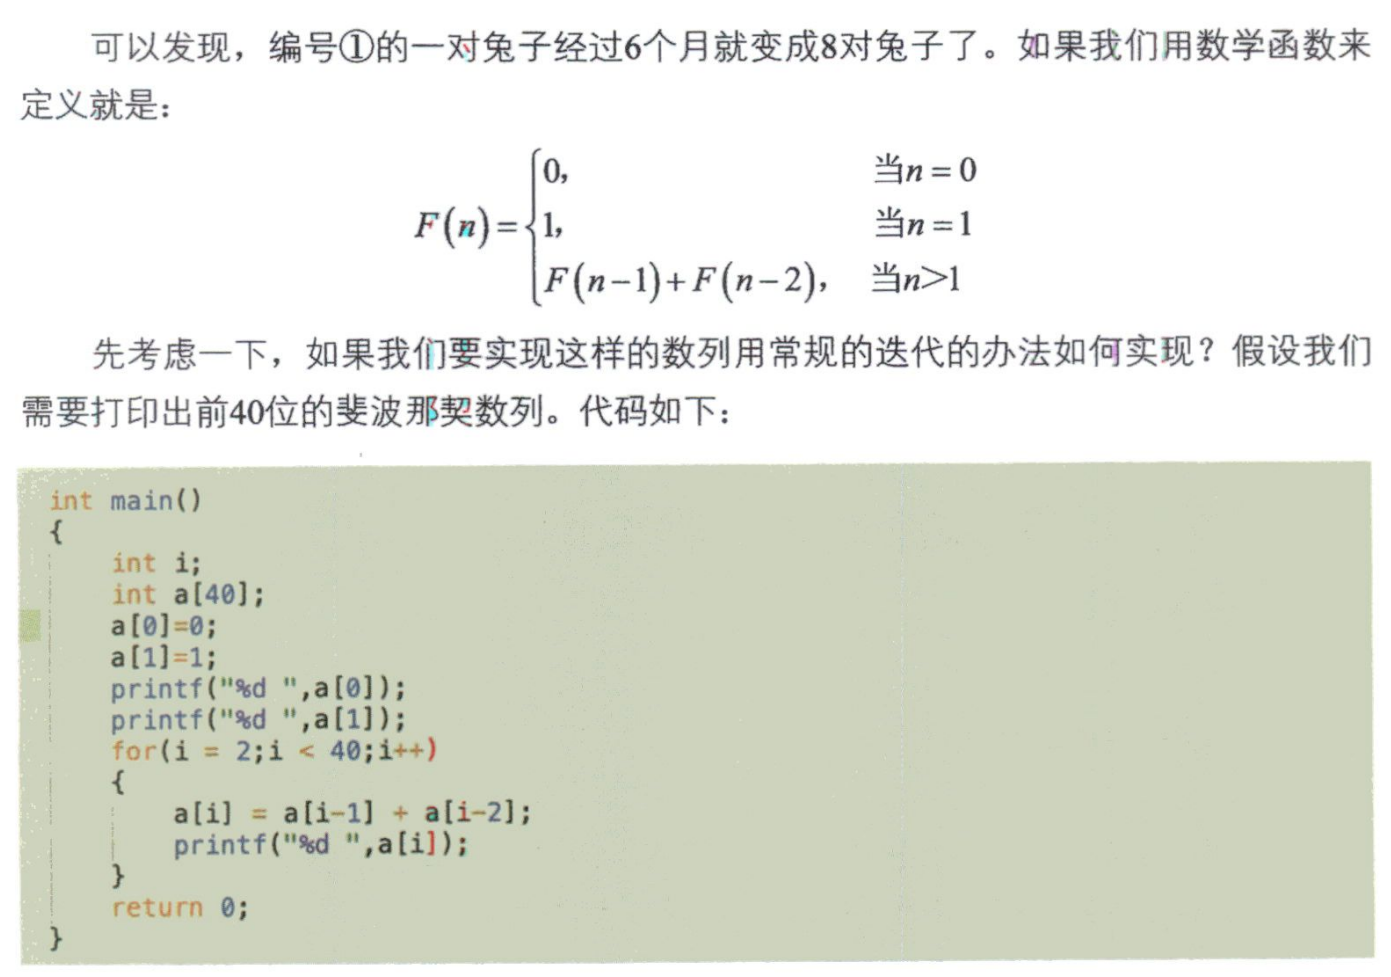 可以发现，编号①的一对兔子经过6个月就变成8对兔子了。如果我们用数学函数来
定义就是：
F(n)={0, 当n=0
1, 当n=1
F(n-1)+F(n-2), 当n>1
先考虑一下，如果我们要实现这样的数列用常规的迭代的办法如何实现？假设我们
需要打印出前40位的斐波那契数列。代码如下：
int main()
{
    int i;
    int a[40];
    a[0]=0;
    a[1]=1;
    printf("%d ",a[0]);
    printf("%d ",a[1]);
    for(i = 2;i < 40;i++)
    {
        a[i] = a[i-1] + a[i-2];
        printf("%d ",a[i]);
    }
    return 0;
}